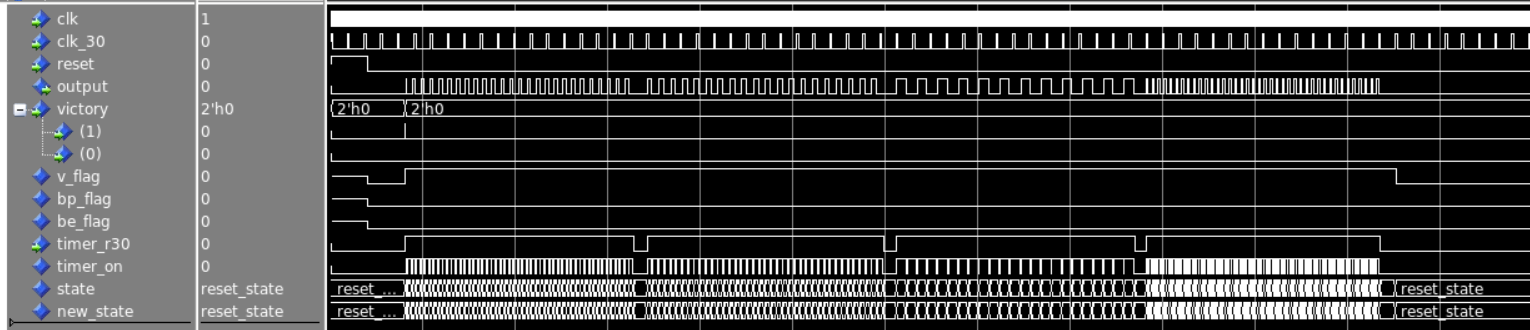 clk 1
clk_30 0
reset 0
output 0
victory 2'h0 2'h0 2'h0
(1) 0
(0) 0
v_flag 0
bp_flag 0
be_flag 0
timer_r30 0
timer_on 0
state reset_state reset_... reset_state
new_state reset_state reset_... reset_state